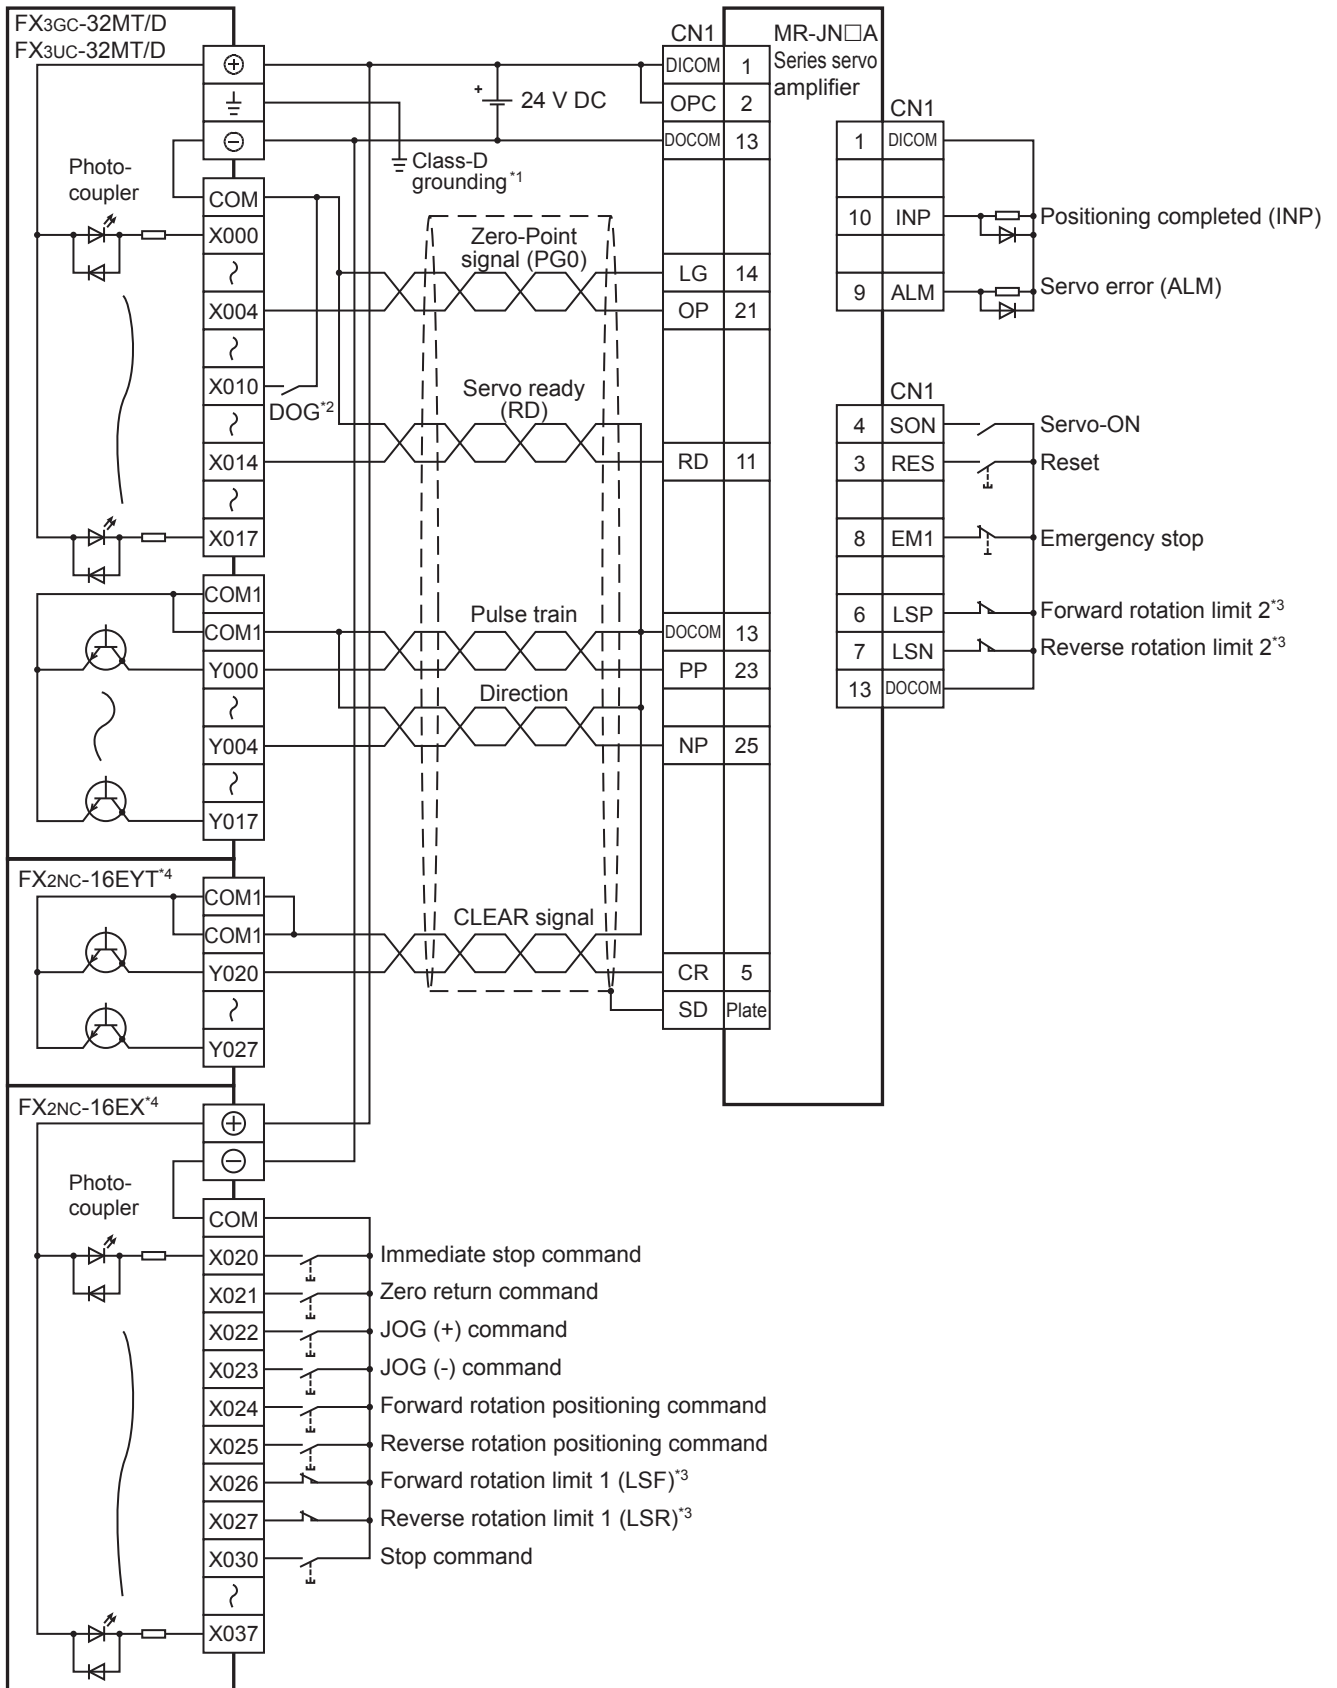 FX3GC-32MT/D
FX3UC-32MT/D
⊕
⊖
Photo-
coupler
COM
X000
X004
X010
X014
X017
COM1
COM1
Y000
Y004
Y017
DOG*2
24 V DC
Class-D
grounding*1
Zero-Point
signal (PG0)
Servo ready
(RD)
Pulse train
Direction
CLEAR signal
CN1
DICOM 1
OPC 2
DOCOM 13
LG 14
OP 21
RD 11
DOCOM 13
PP 23
NP 25
CR 5
SD Plate
MR-JN□A
Series servo
amplifier
CN1
1 DICOM
10 INP Positioning completed (INP)
9 ALM Servo error (ALM)
CN1
4 SON Servo-ON
3 RES Reset
8 EM1 Emergency stop
6 LSP Forward rotation limit 2*3
7 LSN Reverse rotation limit 2*3
13 DOCOM
FX2NC-16EYT*4
COM1
COM1
Y020
Y027
FX2NC-16EX*4
⊕
⊖
Photo-
coupler
COM
X020 Immediate stop command
X021 Zero return command
X022 JOG (+) command
X023 JOG (-) command
X024 Forward rotation positioning command
X025 Reverse rotation positioning command
X026 Forward rotation limit 1 (LSF)*3
X027 Reverse rotation limit 1 (LSR)*3
X030 Stop command
X037